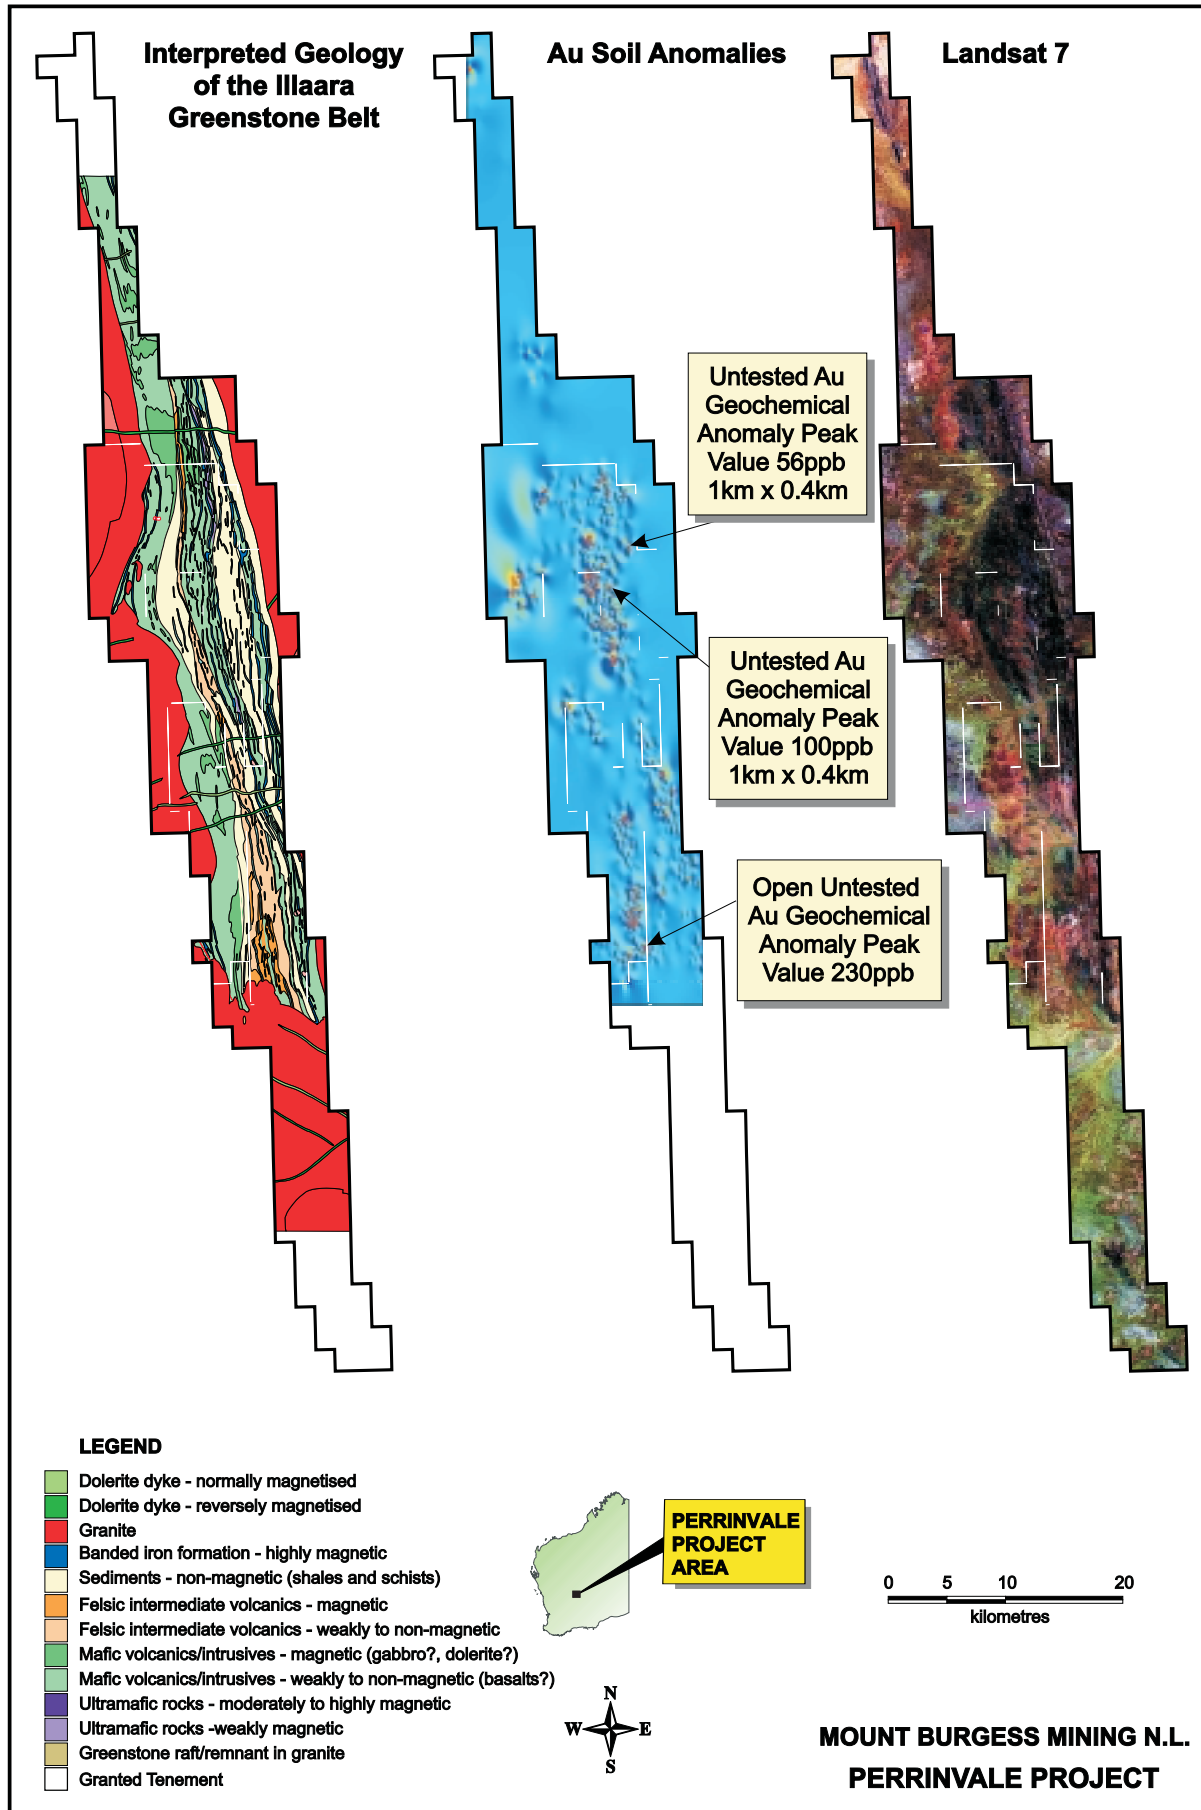 Interpreted Geology
of the Illaara
Greenstone Belt
Au Soil Anomalies
Landsat 7
Untested Au
Geochemical
Anomaly Peak
Value 56ppb
1km x 0.4km
Untested Au
Geochemical
Anomaly Peak
Value 100ppb
1km x 0.4km
Open Untested
Au Geochemical
Anomaly Peak
Value 230ppb
LEGEND
Dolerite dyke - normally magnetised
Dolerite dyke - reversely magnetised
Granite
Banded iron formation - highly magnetic
Sediments - non-magnetic (shales and schists)
Felsic intermediate volcanics - magnetic
Felsic intermediate volcanics - weakly to non-magnetic
Mafic volcanics/intrusives - magnetic (gabbro?, dolerite?)
Mafic volcanics/intrusives - weakly to non-magnetic (basalts?)
Ultramafic rocks - moderately to highly magnetic
Ultramafic rocks -weakly magnetic
Greenstone raft/remnant in granite
Granted Tenement
PERRINVALE
PROJECT
AREA
0 5 10 20
kilometres
N
W E
S
MOUNT BURGESS MINING N.L.
PERRINVALE PROJECT